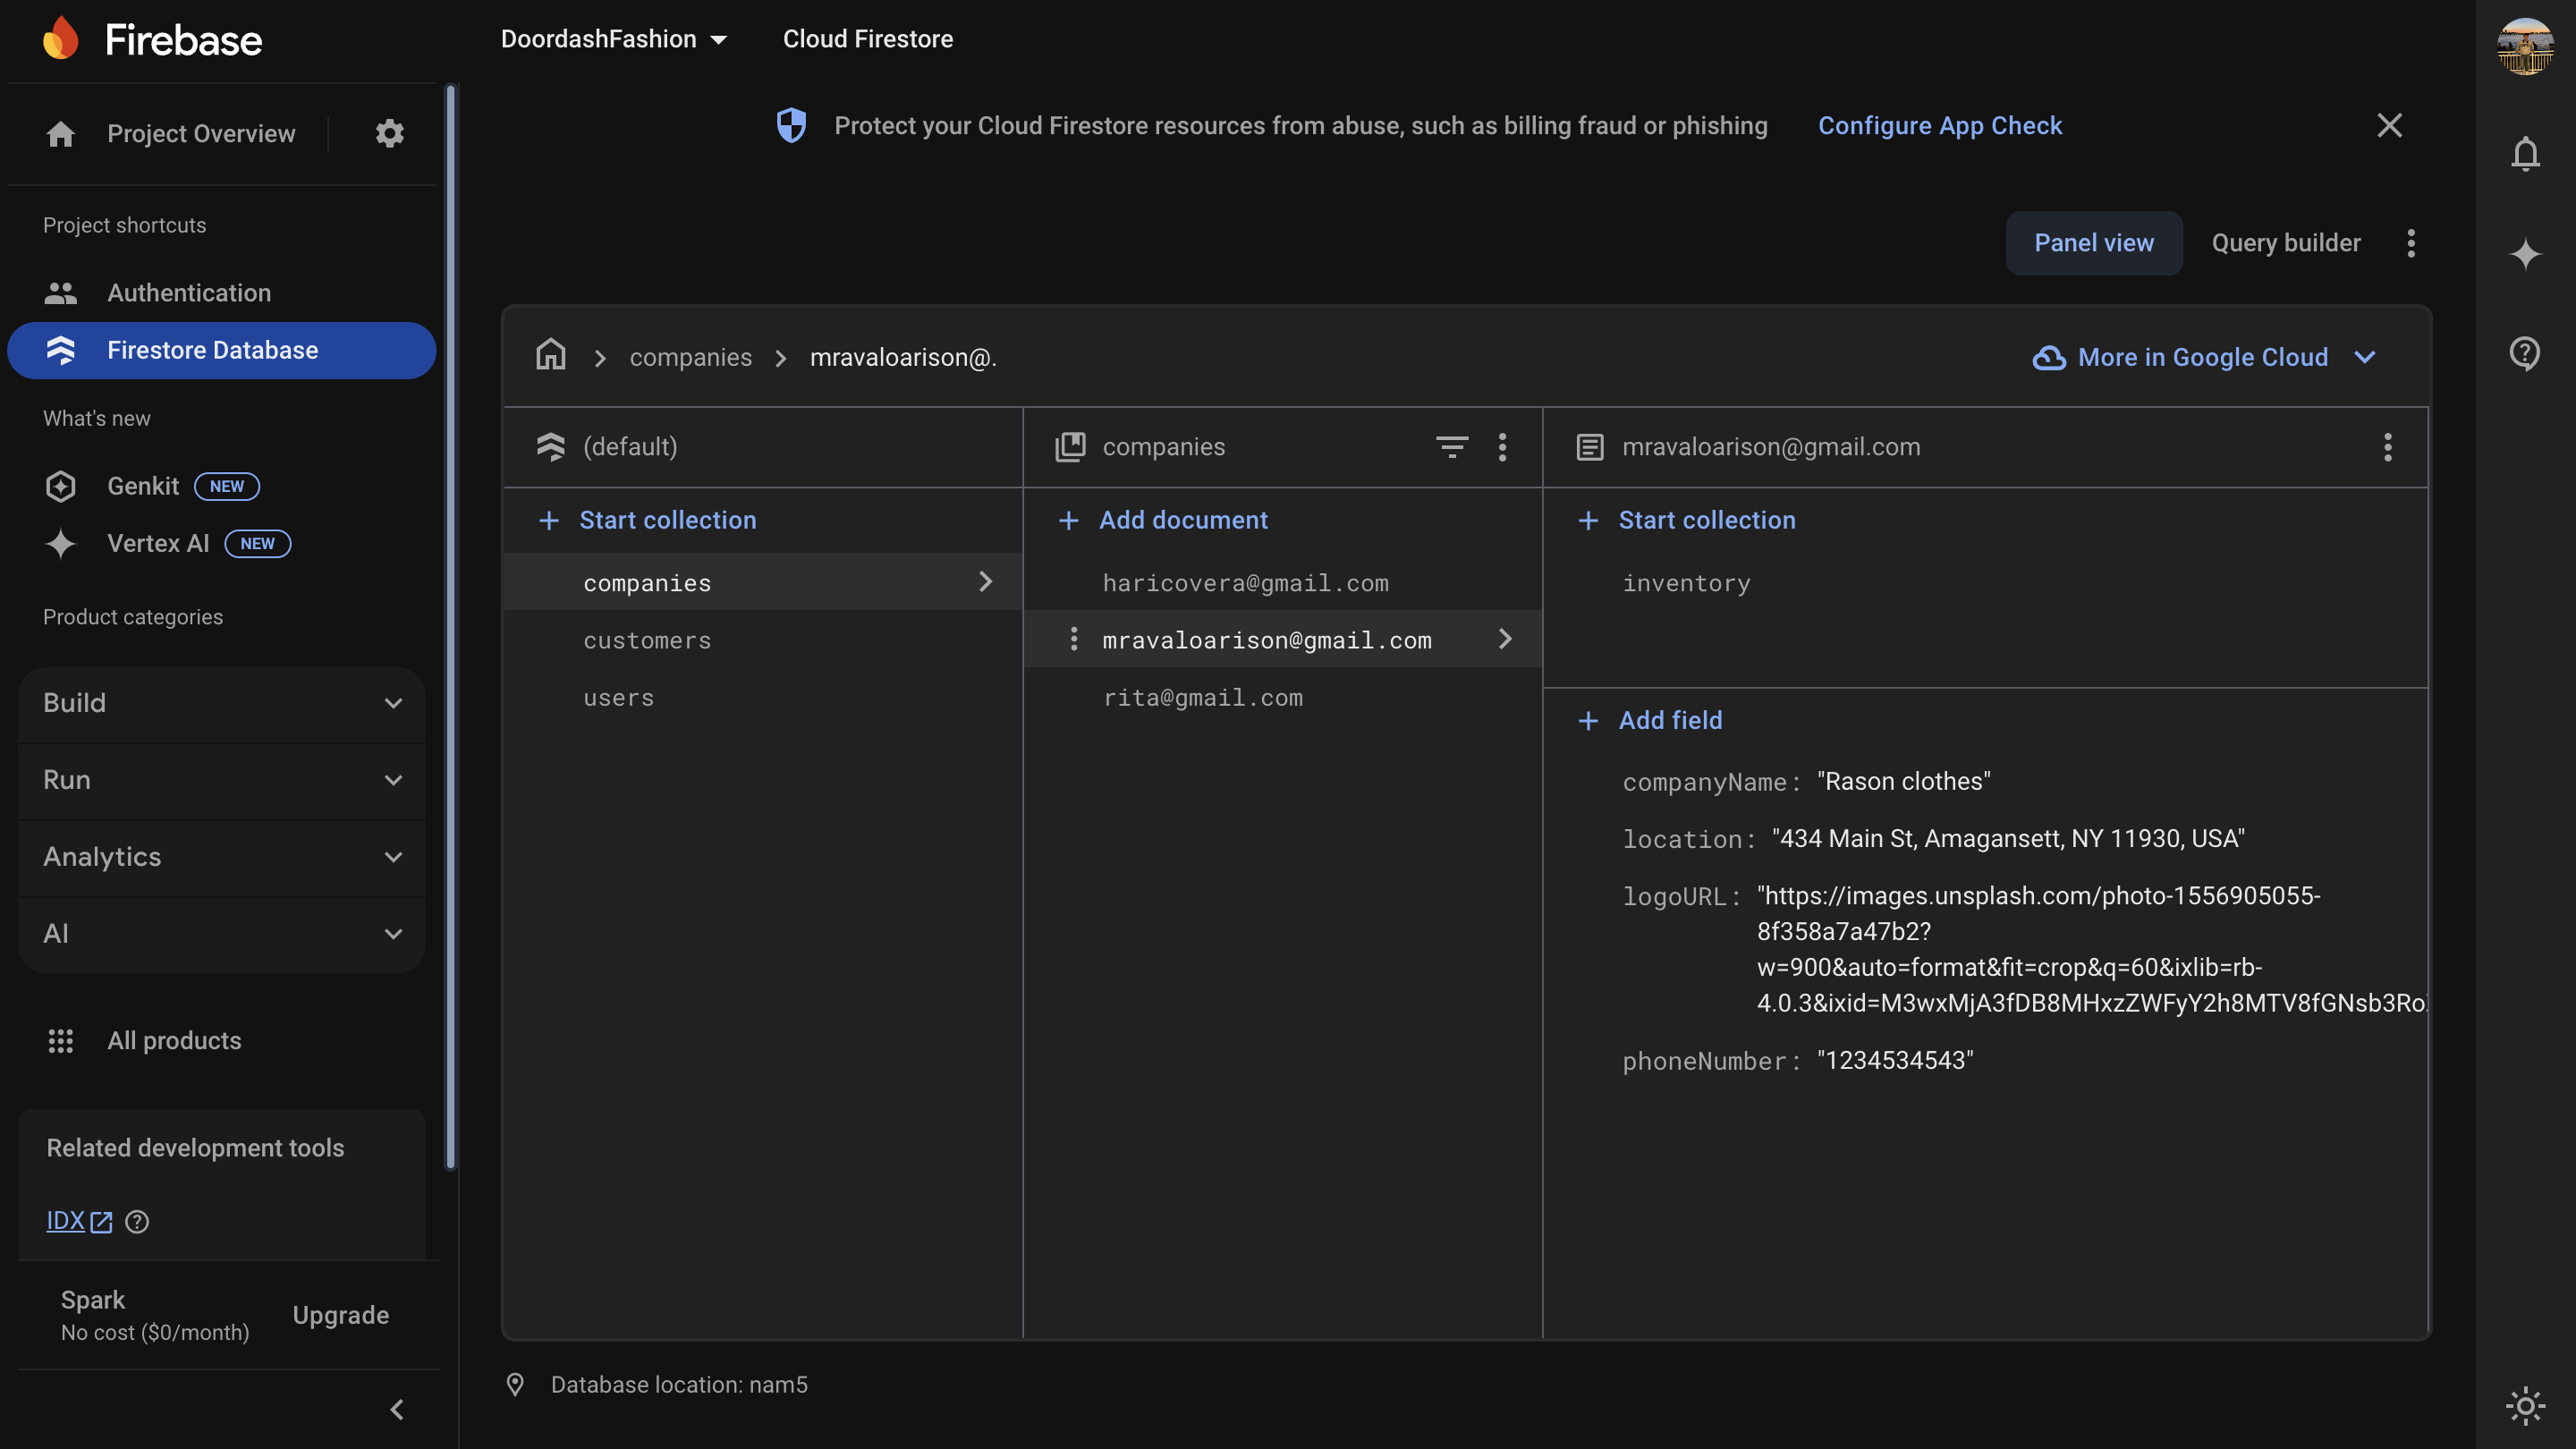 Firebase
DoordashFashion
Cloud Firestore
Project Overview
Protect your Cloud Firestore resources from abuse, such as billing fraud or phishing
Configure App Check
Project shortcuts
Authentication
Firestore Database
What's new
Genkit NEW
Vertex AI NEW
Product categories
Build
Run
Analytics
AI
All products
Related development tools
IDX
Spark
No cost ($0/month)
Upgrade
Panel view
Query builder
companies
mravaloarison@.
More in Google Cloud
(default)
Start collection
companies
customers
users
companies
Add document
haricovera@gmail.com
mravaloarison@gmail.com
rita@gmail.com
mravaloarison@gmail.com
Start collection
inventory
Add field
companyName: "Rason clothes"
location: "434 Main St, Amagansett, NY 11930, USA"
logoURL: "https://images.unsplash.com/photo-1556905055-
8f358a7a47b2?
w=900&auto=format&fit=crop&q=60&ixlib=rb-
4.0.3&ixid=M3wxMjA3fDB8MHxzZWFyY2h8MTV8fGNsb3Ro
phoneNumber: "1234534543"
Database location: nam5